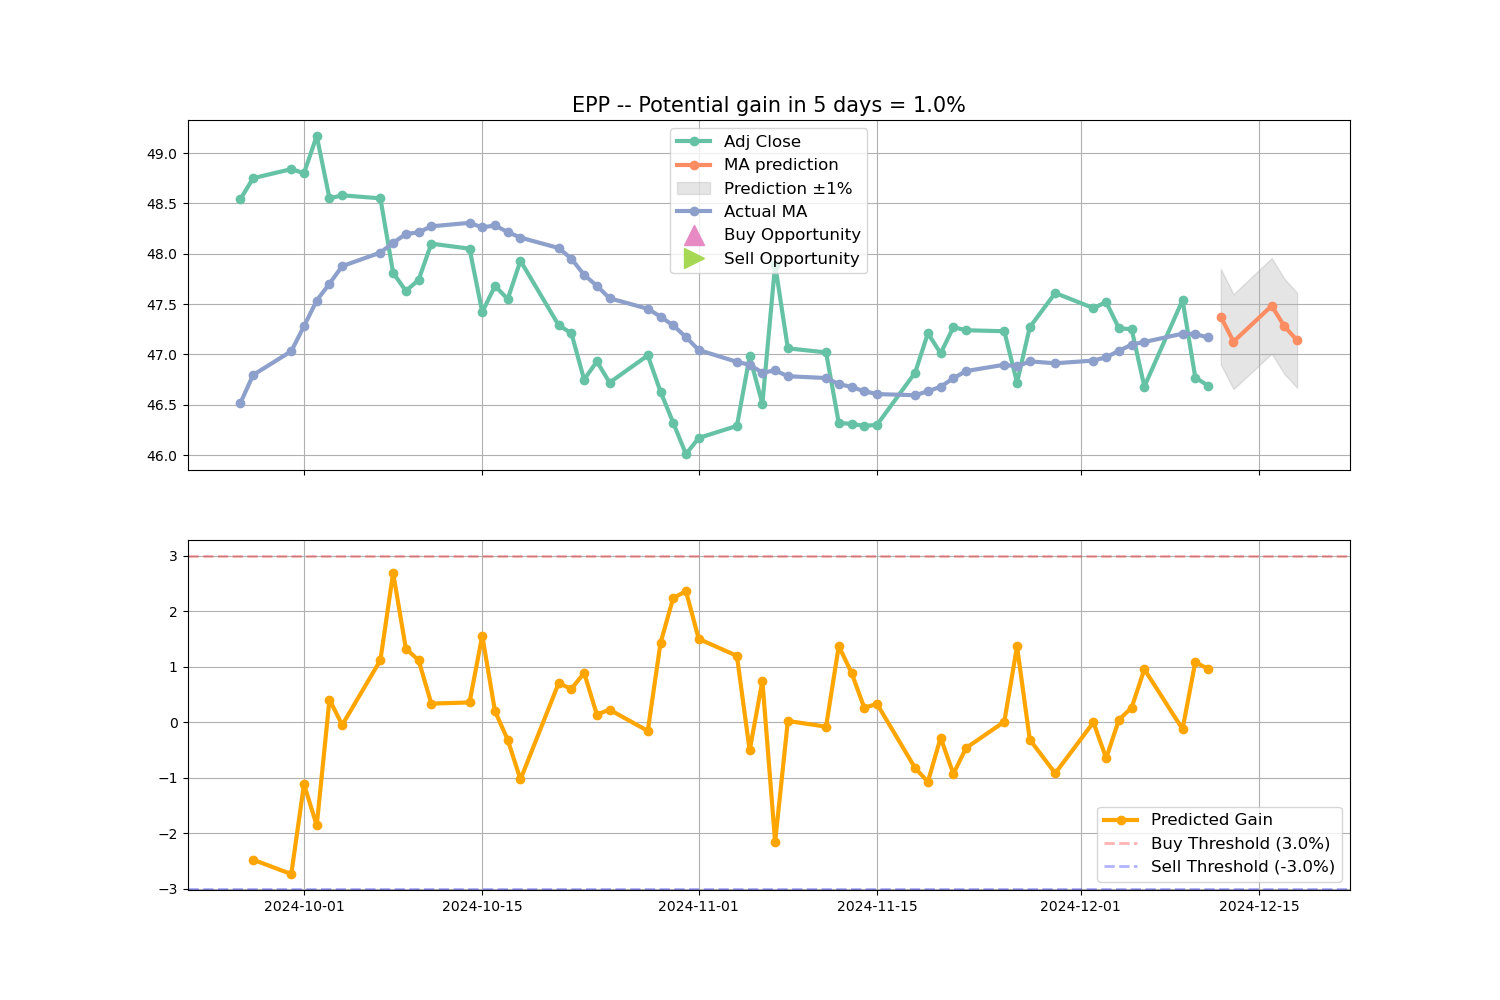 EPP -- Potential gain in 5 days = 1.0%
Adj Close
MA prediction
Prediction ±1%
Actual MA
Buy Opportunity
Sell Opportunity
49.0
48.5
48.0
47.5
47.0
46.5
46.0
3
2
1
0
−1
−2
−3
Predicted Gain
Buy Threshold (3.0%)
Sell Threshold (-3.0%)
2024-10-01
2024-10-15
2024-11-01
2024-11-15
2024-12-01
2024-12-15